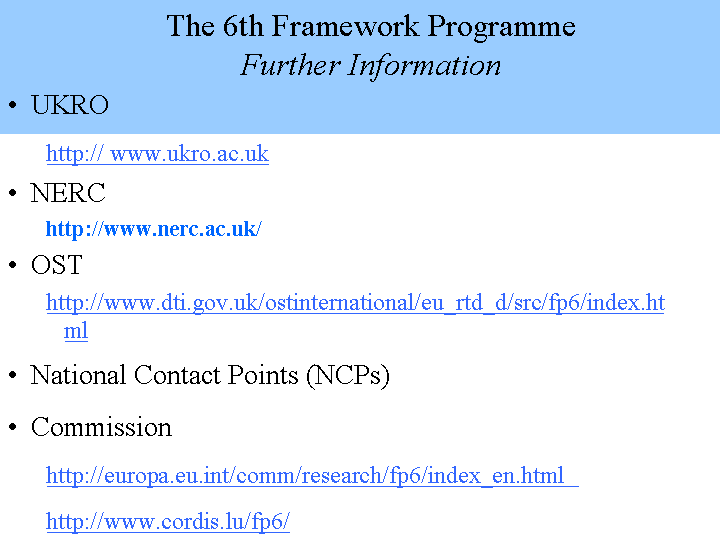 The 6th Framework Programme
Further Information
• UKRO
http:// www.ukro.ac.uk
• NERC
http://www.nerc.ac.uk/
• OST
http://www.dti.gov.uk/ostinternational/eu_rtd_d/src/fp6/index.ht
ml
• National Contact Points (NCPs)
• Commission
http://europa.eu.int/comm/research/fp6/index_en.html
http://www.cordis.lu/fp6/